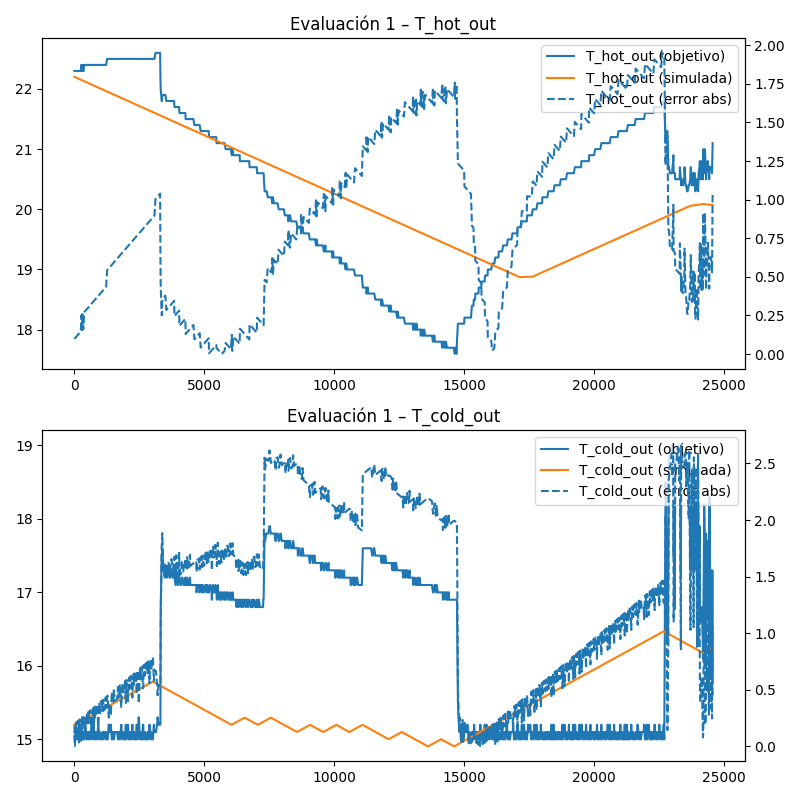 Evaluación 1 – T_hot_out
T_hot_out (objetivo)
T_hot_out (simulada)
T_hot_out (error abs)
22
21
20
19
18
2.00
1.75
1.50
1.25
1.00
0.75
0.50
0.25
0.00
0 5000 10000 15000 20000 25000
Evaluación 1 – T_cold_out
T_cold_out (objetivo)
T_cold_out (simulada)
T_cold_out (error abs)
19
18
17
16
15
2.5
2.0
1.5
1.0
0.5
0.0
0 5000 10000 15000 20000 25000